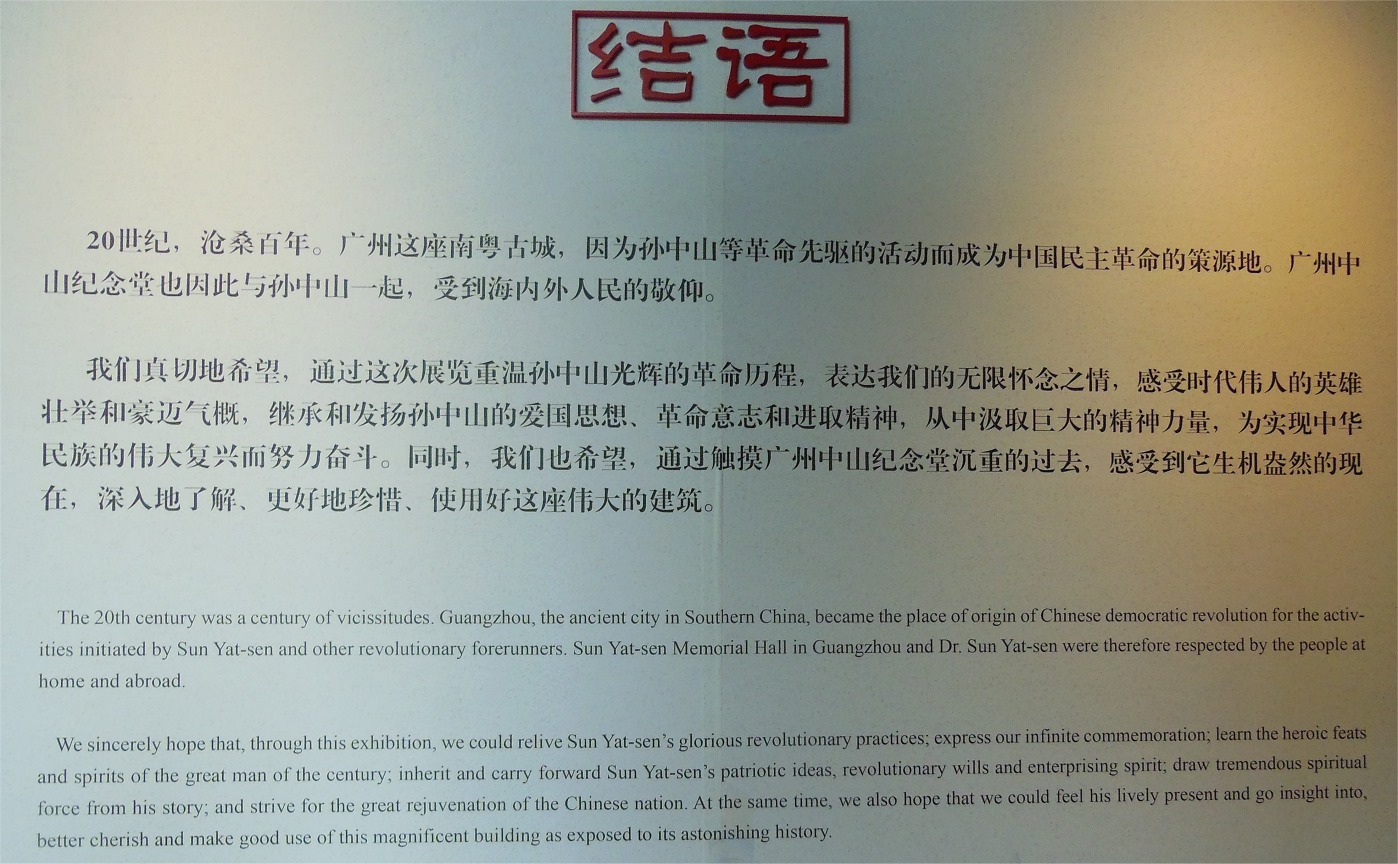 结语
20世纪，沧桑百年。广州这座南粤古城，因为孙中山等革命先驱的活动而成为中国民主革命的策源地。广州中
山纪念堂也因此与孙中山一起，受到海内外人民的敬仰。
我们真切地希望，通过这次展览重温孙中山光辉的革命历程，表达我们的无限怀念之情，感受时代伟人的英雄
壮举和豪迈气概，继承和发扬孙中山的爱国思想、革命意志和进取精神，从中汲取巨大的精神力量，为实现中华
民族的伟大复兴而努力奋斗。同时，我们也希望，通过触摸广州中山纪念堂沉重的过去，感受到它生机盎然的现
在，深入地了解、更好地珍惜、使用好这座伟大的建筑。
The 20th century was a century of vicissitudes. Guangzhou, the ancient city in Southern China, became the place of origin of Chinese democratic revolution for the activ-
ities initiated by Sun Yat-sen and other revolutionary forerunners. Sun Yat-sen Memorial Hall in Guangzhou and Dr. Sun Yat-sen were therefore respected by the people at
home and abroad.
We sincerely hope that, through this exhibition, we could relive Sun Yat-sen's glorious revolutionary practices; express our infinite commemoration; learn the heroic feats
and spirits of the great man of the century; inherit and carry forward Sun Yat-sen's patriotic ideas, revolutionary wills and enterprising spirit; draw tremendous spiritual
force from his story; and strive for the great rejuvenation of the Chinese nation. At the same time, we also hope that we could feel his lively present and go insight into,
better cherish and make good use of this magnificent building as exposed to its astonishing history.